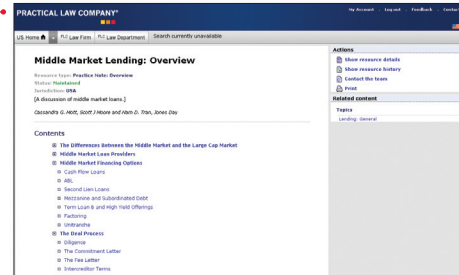 PRACTICAL LAW COMPANY®
My Account . Log out . Feedback . Contact
US Home PLC Law Firm PLC Law Department Search currently unavailable
Middle Market Lending: Overview
Resource type: Practice Note: Overview
Status: Maintained
Jurisdiction: USA
[A discussion of middle market loans.]
Cassandra G. Mott, Scott J Moore and Nam D. Tran, Jones Day
Contents
The Differences Between the Middle Market and the Large Cap Market
Middle Market Loan Providers
Middle Market Financing Options
Cash Flow Loans
ABL
Second Lien Loans
Mezzanine and Subordinated Debt
Term Loan B and High Yield Offerings
Factoring
Unitranche
The Deal Process
Diligence
The Commitment Letter
The Fee Letter
Intercreditor Terms
Actions
Show resource details
Show resource history
Contact the team
Print
Related content
Topics
Lending: General